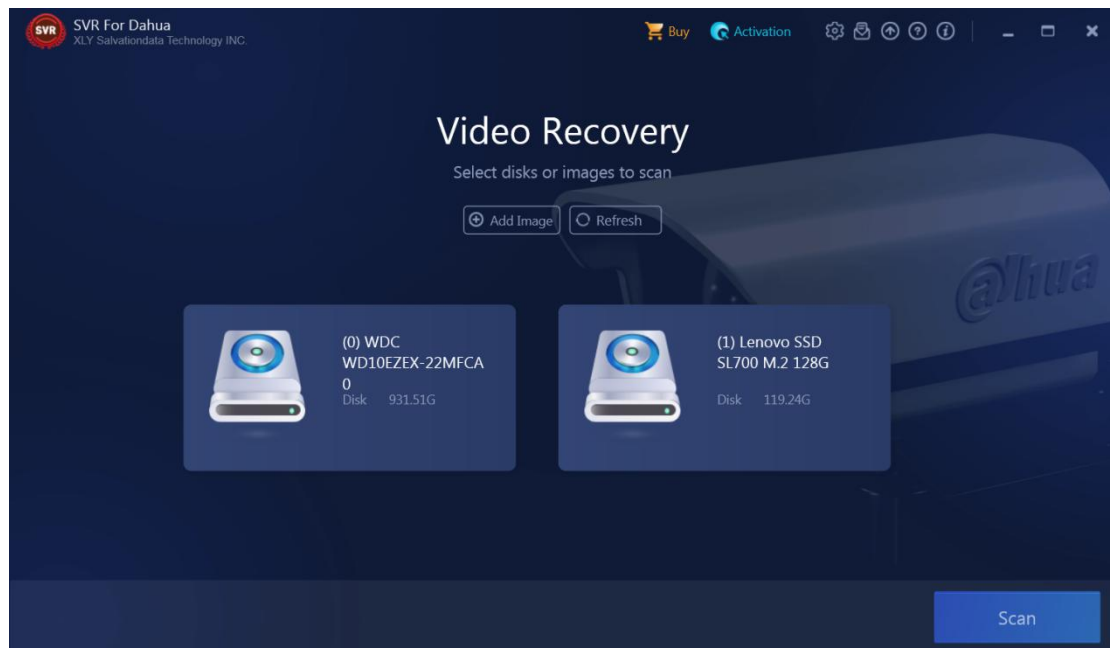 SVR
SVR For Dahua
XLY Salvationdata Technology INC.
Buy
Activation
Video Recovery
Select disks or images to scan
Add Image
Refresh
alhua
(0) WDC
WD10EZEX-22MFCA
0
Disk 931.51G
(1) Lenovo SSD
SL700 M.2 128G
Disk 119.24G
Scan